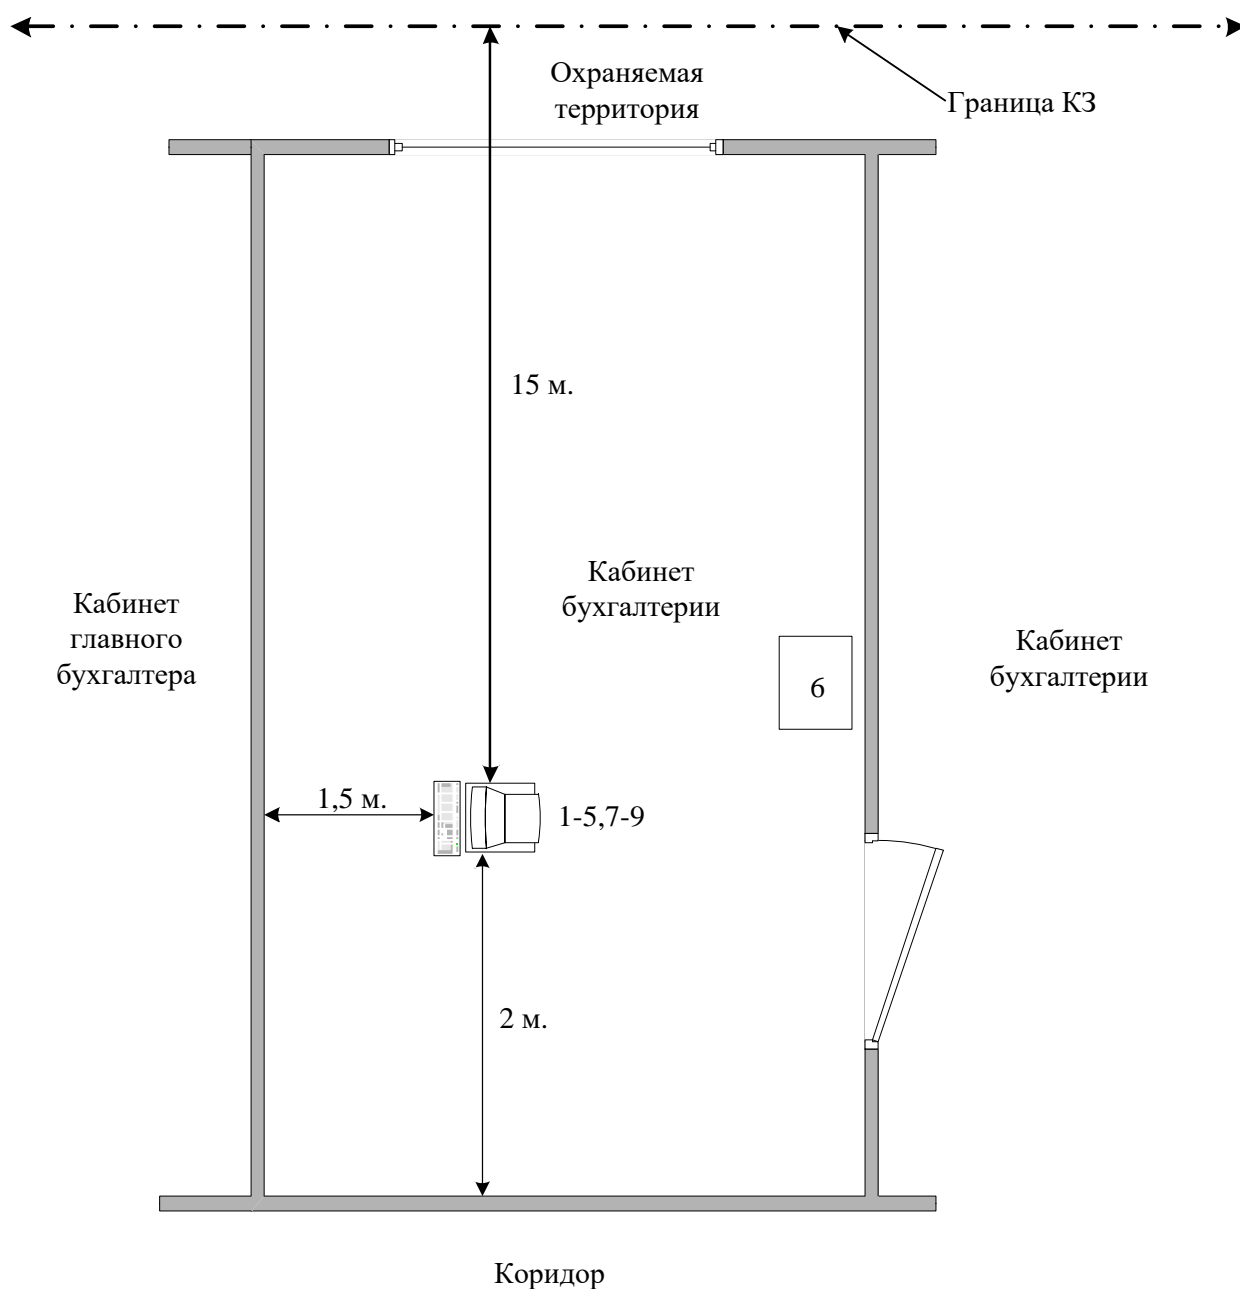 Охраняемая
территория
Граница КЗ
15 м.
Кабинет
главного
бухгалтера
Кабинет
бухгалтерии
Кабинет
бухгалтерии
6
1,5 м.
1-5,7-9
2 м.
Коридор